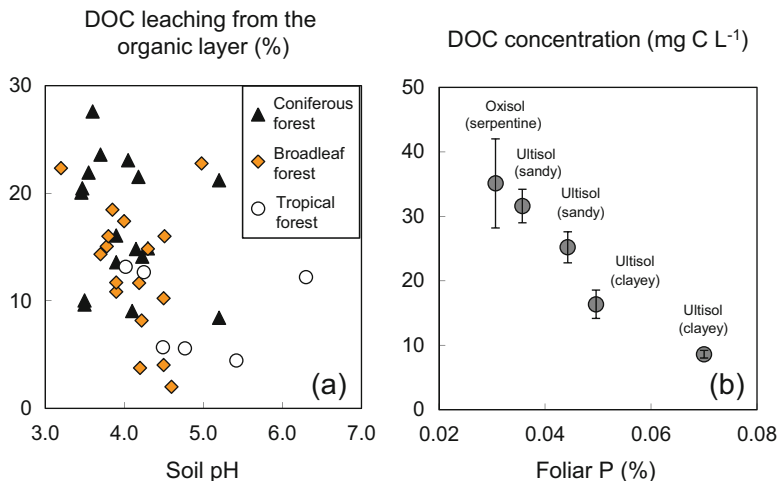 DOC leaching from the
organic layer (%)
30
20
10
0
3.0 4.0 5.0 6.0 7.0
Soil pH
Coniferous
forest
Broadleaf
forest
Tropical
forest
(a)
DOC concentration (mg C L-1)
50
40
30
20
10
0
0.02 0.04 0.06 0.08
Foliar P (%)
Oxisol
(serpentine)
Ultisol
(sandy)
Ultisol
(sandy)
Ultisol
(clayey)
Ultisol
(clayey)
(b)